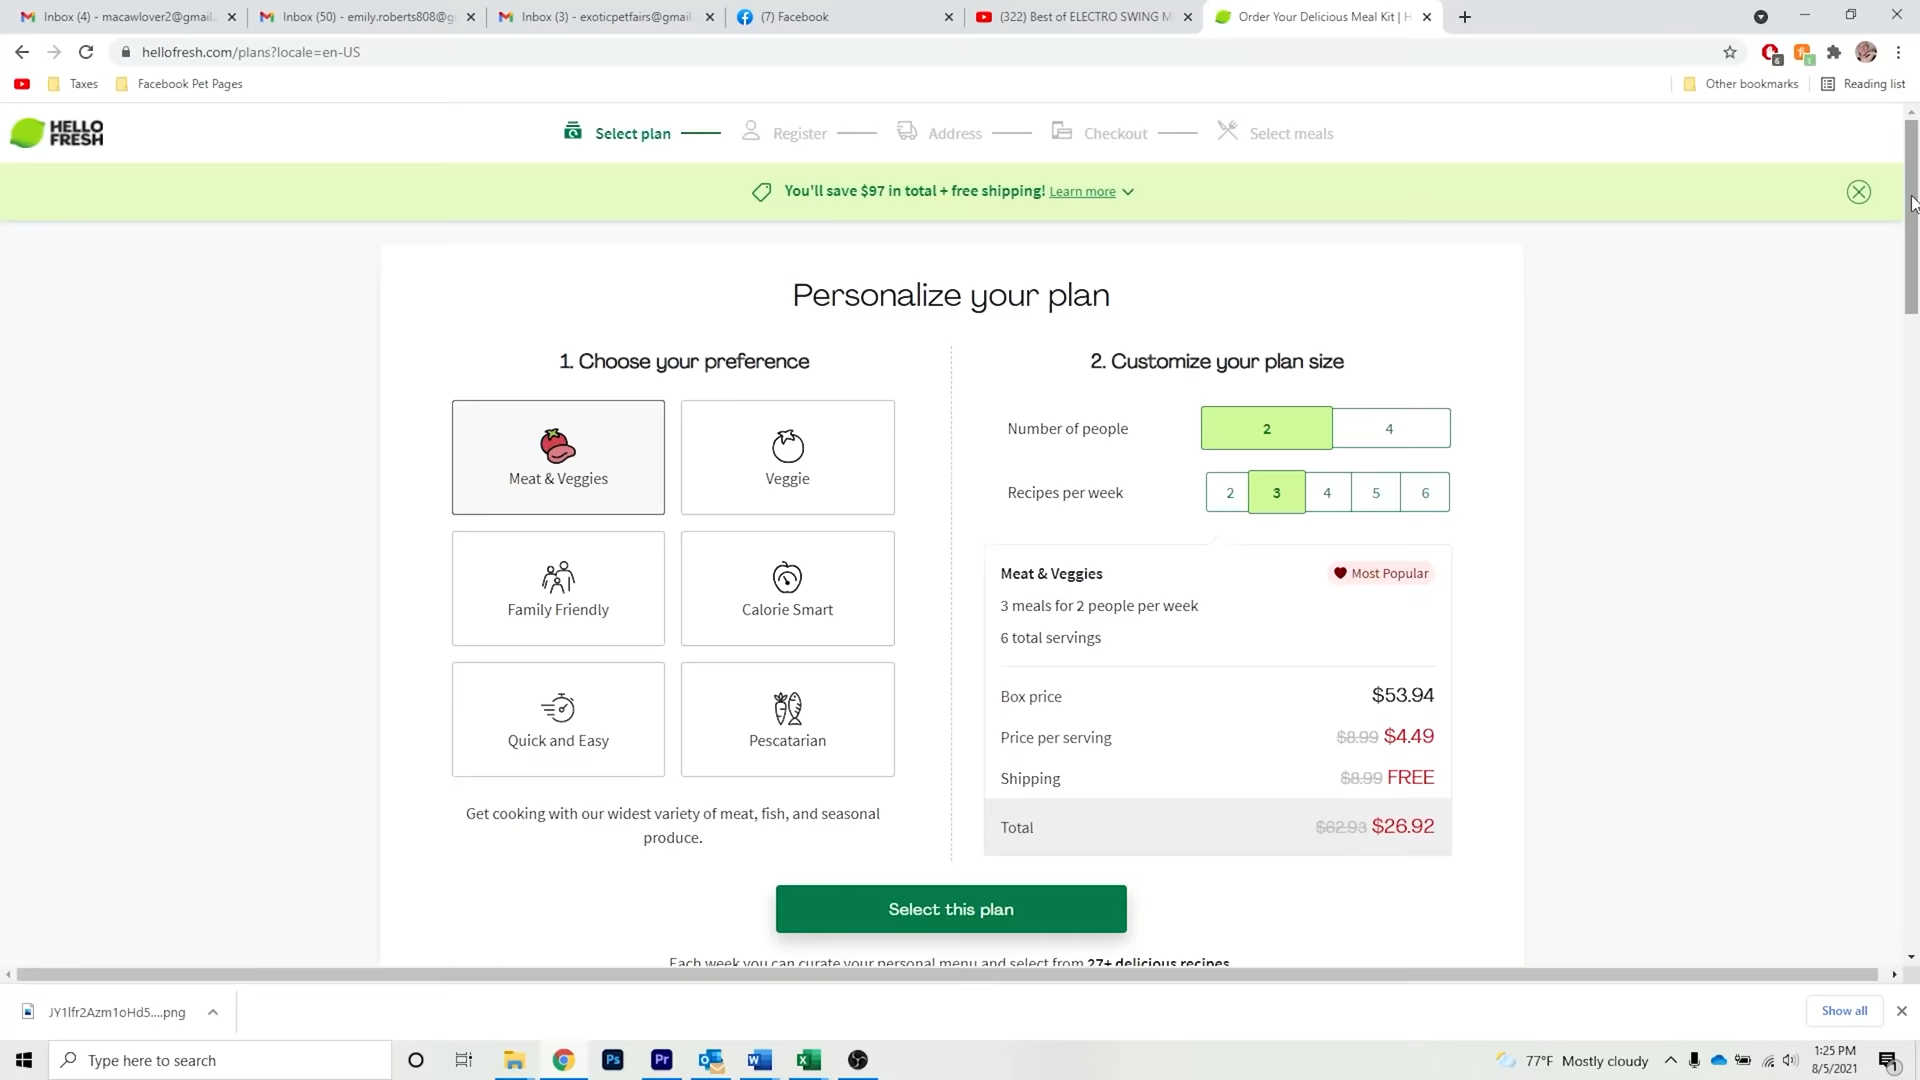 Inbox (4) - macawlover2@gmail.
Inbox (50) - emily.roberts808@g
Inbox (3) - exoticpetfairs@gmail
(7) Facebook
(322) Best of ELECTRO SWING M
Order Your Delicious Meal Kit | H
hellofresh.com/plans?locale=en-US
6
1
Taxes
Facebook Pet Pages
Other bookmarks
Reading list
HELLO
FRESH
Select plan
Register
Address
Checkout
Select meals
You'll save $97 in total + free shipping! Learn more
Personalize your plan
1. Choose your preference
Meat & Veggies
Veggie
Family Friendly
Calorie Smart
Quick and Easy
Pescatarian
Get cooking with our widest variety of meat, fish, and seasonal
produce.
2. Customize your plan size
Number of people
2
4
Recipes per week
2
3
4
5
6
Meat & Veggies
Most Popular
3 meals for 2 people per week
6 total servings
Box price
$53.94
Price per serving
$8.99 $4.49
Shipping
$8.99 FREE
Total
$62.93 $26.92
Select this plan
Each week you can curate your personal menu and select from 27+ delicious recipes
JY1lfr2Azm1oHd5....png
Show all
Type here to search
Ps
Pr
77°F Mostly cloudy
1:25 PM
8/5/2021
1